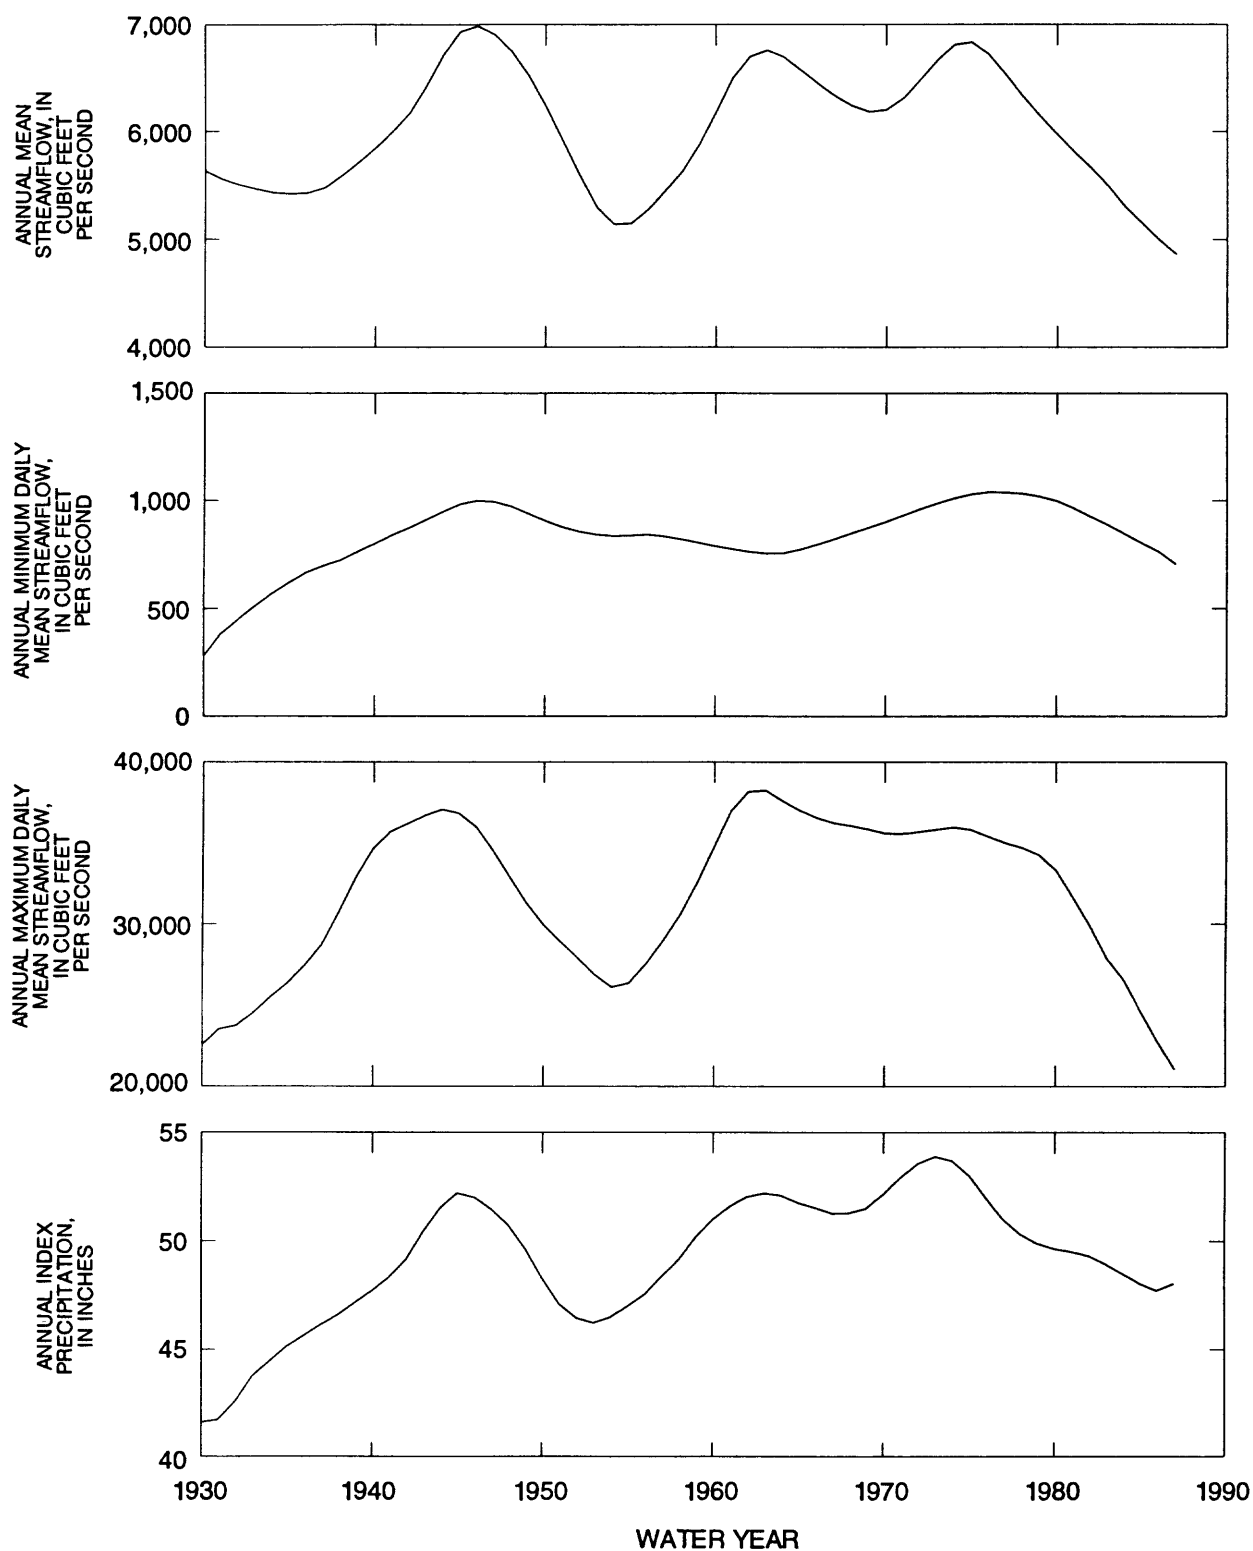 ANNUAL MEAN
STREAMFLOW, IN
CUBIC FEET
PER SECOND
7,000
6,000
5,000
4,000
ANNUAL MINIMUM DAILY
MEAN STREAMFLOW,
IN CUBIC FEET
PER SECOND
1,500
1,000
500
0
ANNUAL MAXIMUM DAILY
MEAN STREAMFLOW,
IN CUBIC FEET
PER SECOND
40,000
30,000
20,000
ANNUAL INDEX
PRECIPITATION,
IN INCHES
55
50
45
40
1930 1940 1950 1960 1970 1980 1990
WATER YEAR